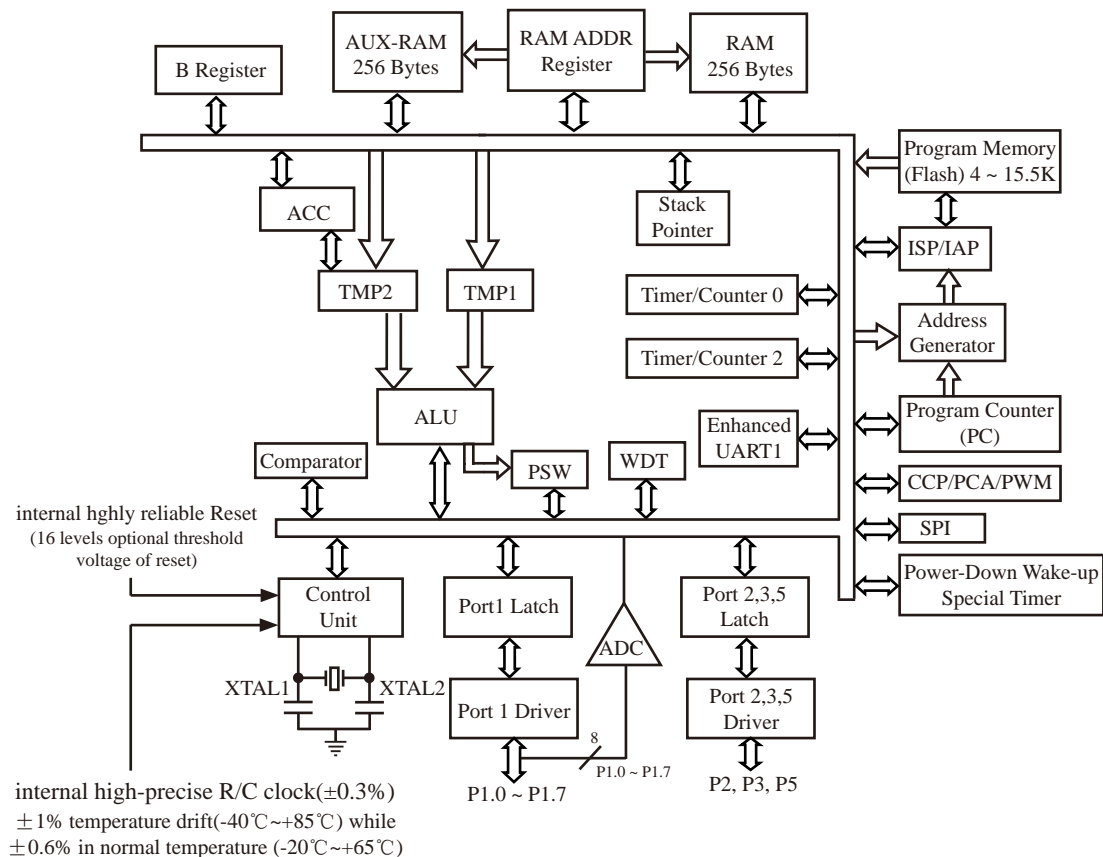 AUX-RAM
256 Bytes
RAM ADDR
Register
RAM
256 Bytes
B Register
Program Memory
(Flash) 4 ~ 15.5K
ACC
Stack
Pointer
ISP/IAP
TMP2
TMP1
Timer/Counter 0
Address
Generator
Timer/Counter 2
ALU
Enhanced
UART1
Program Counter
(PC)
Comparator
PSW
WDT
CCP/PCA/PWM
internal hghly reliable Reset
(16 levels optional threshold
voltage of reset)
SPI
Control
Unit
Port1 Latch
ADC
Port 2,3,5
Latch
Power-Down Wake-up
Special Timer
XTAL1
XTAL2
Port 1 Driver
Port 2,3,5
Driver
8
P1.0 ~ P1.7
P1.0 ~ P1.7
P2, P3, P5
internal high-precise R/C clock(±0.3%)
±1% temperature drift(-40℃~+85℃) while
±0.6% in normal temperature (-20℃~+65℃)